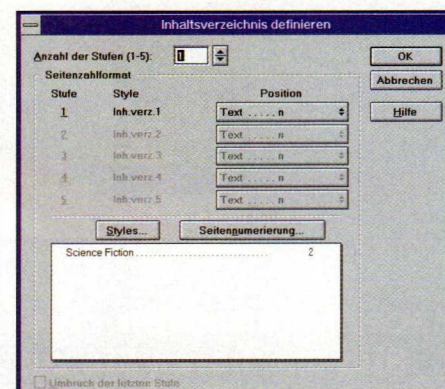 Inhaltsverzeichnis definieren
Anzahl der Stufen (1-5): 1
OK
Abbrechen
Hilfe
Seitenzahlformat
Stufe Style Position
1 Inh.verz.1 Text ..... n
2 Inh.verz.2 Text ..... n
3 Inh.verz.3 Text ..... n
4 Inh.verz.4 Text ..... n
5 Inh.verz.5 Text ..... n
Styles... Seitennumerierung...
Science Fiction 2
Umbruch der letzten Stufe